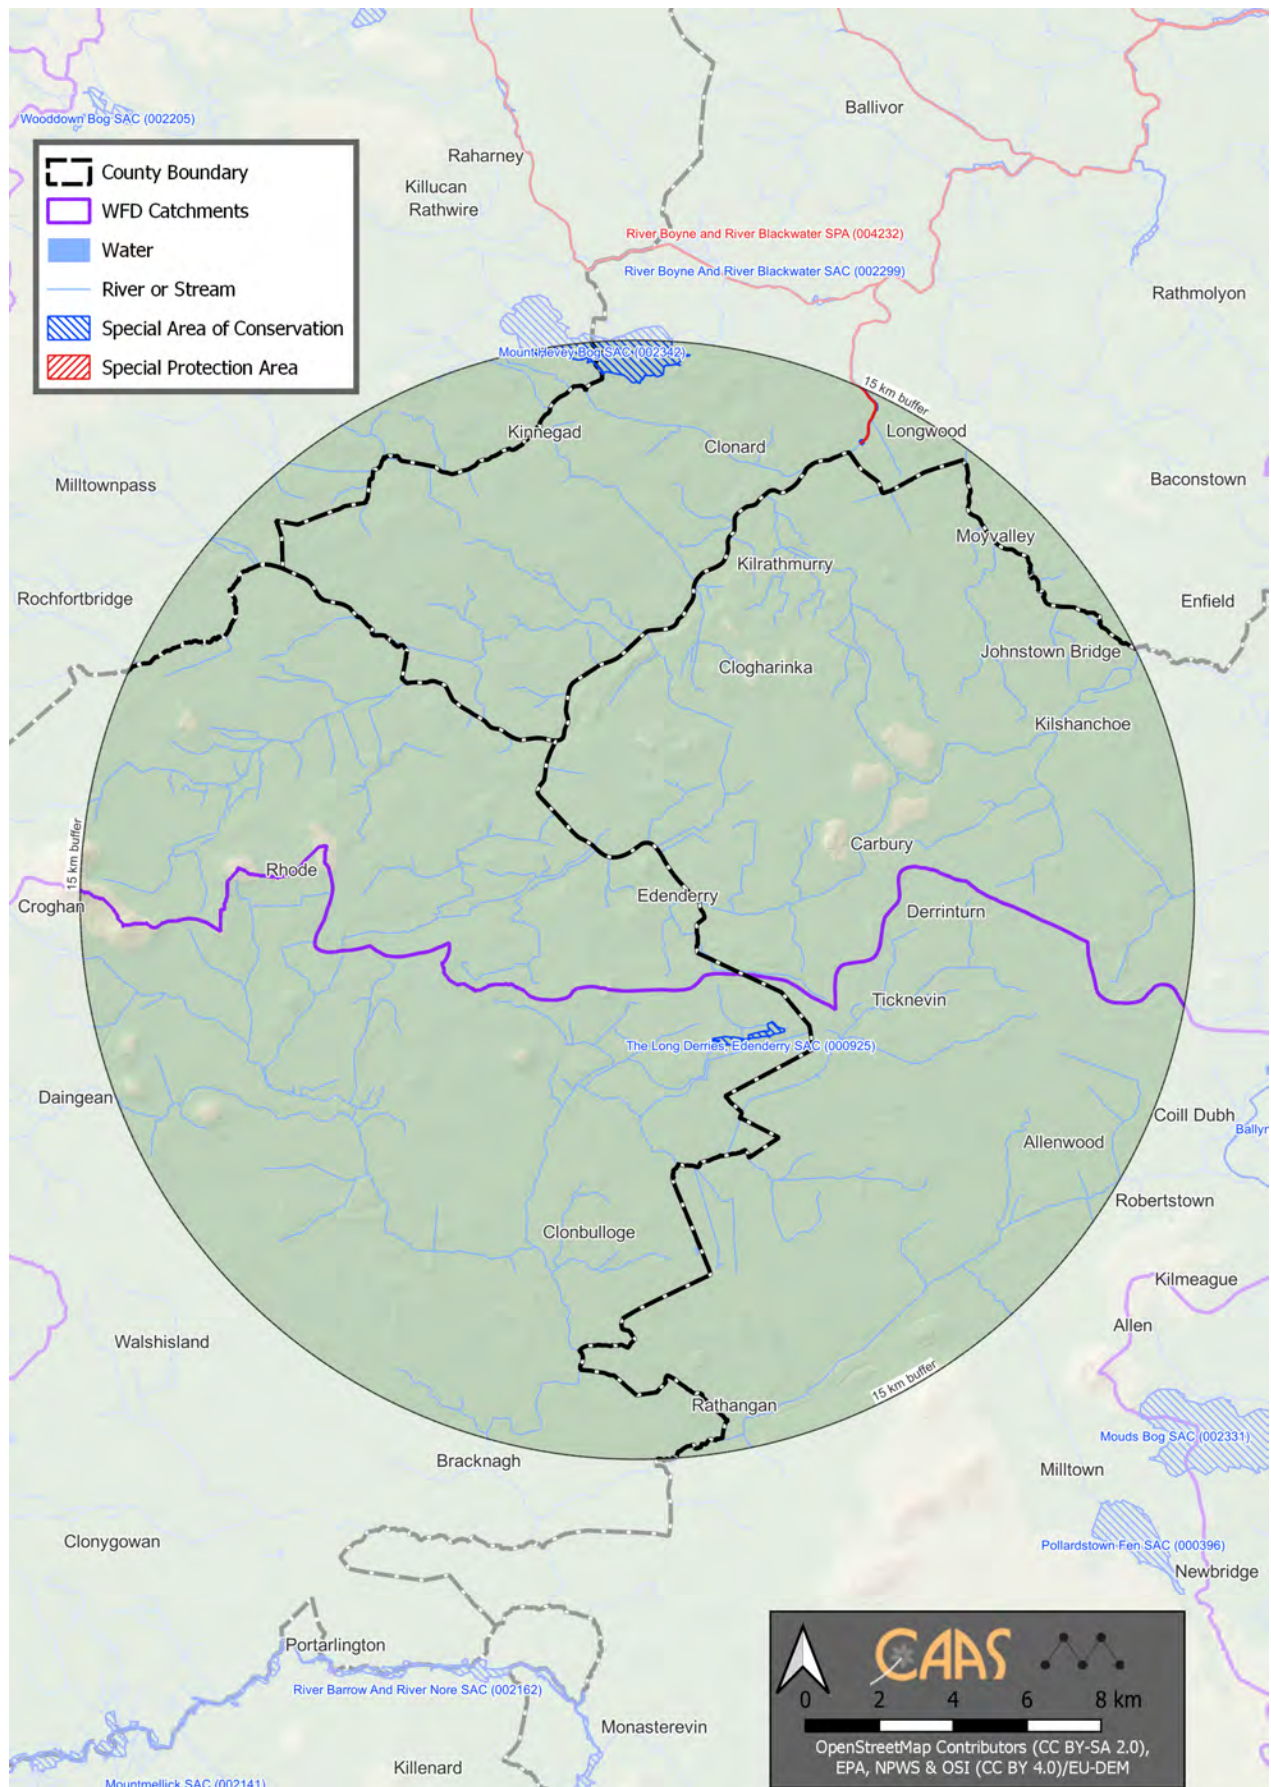 Ballivor
Wooddown Bog SAC (002205)
County Boundary
WFD Catchments
Water
River or Stream
Special Area of Conservation
Special Protection Area
Raharney
Killucan
Rathwire
River Boyne and River Blackwater SPA (004232)
River Boyne And River Blackwater SAC (002299)
Rathmolyon
Mount Hevey Bog SAC (002342)
15 km buffer
Kinnegad
Clonard
Longwood
Milltownpass
Baconstown
Moyvalley
Kilrathmurry
Rochfortbridge
Enfield
Clogharinka
Johnstown Bridge
Kilshanchoe
15 km buffer
Carbury
Rhode
Croghan
Edenderry
Derrinturn
Ticknevin
The Long Derries, Edenderry SAC (000925)
Daingean
Coill Dubh
Ballyn
Allenwood
Robertstown
Clonbulloge
Kilmeague
Allen
Walshisland
15 km buffer
Rathangan
Mouds Bog SAC (002331)
Bracknagh
Milltown
Clonygowan
Pollardstown Fen SAC (000396)
Newbridge
Portarlington
River Barrow And River Nore SAC (002162)
Monasterevin
Killenard
Mountmellick SAC (002141)
CAAS
0 2 4 6 8 km
OpenStreetMap Contributors (CC BY-SA 2.0),
EPA, NPWS & OSI (CC BY 4.0)/EU-DEM